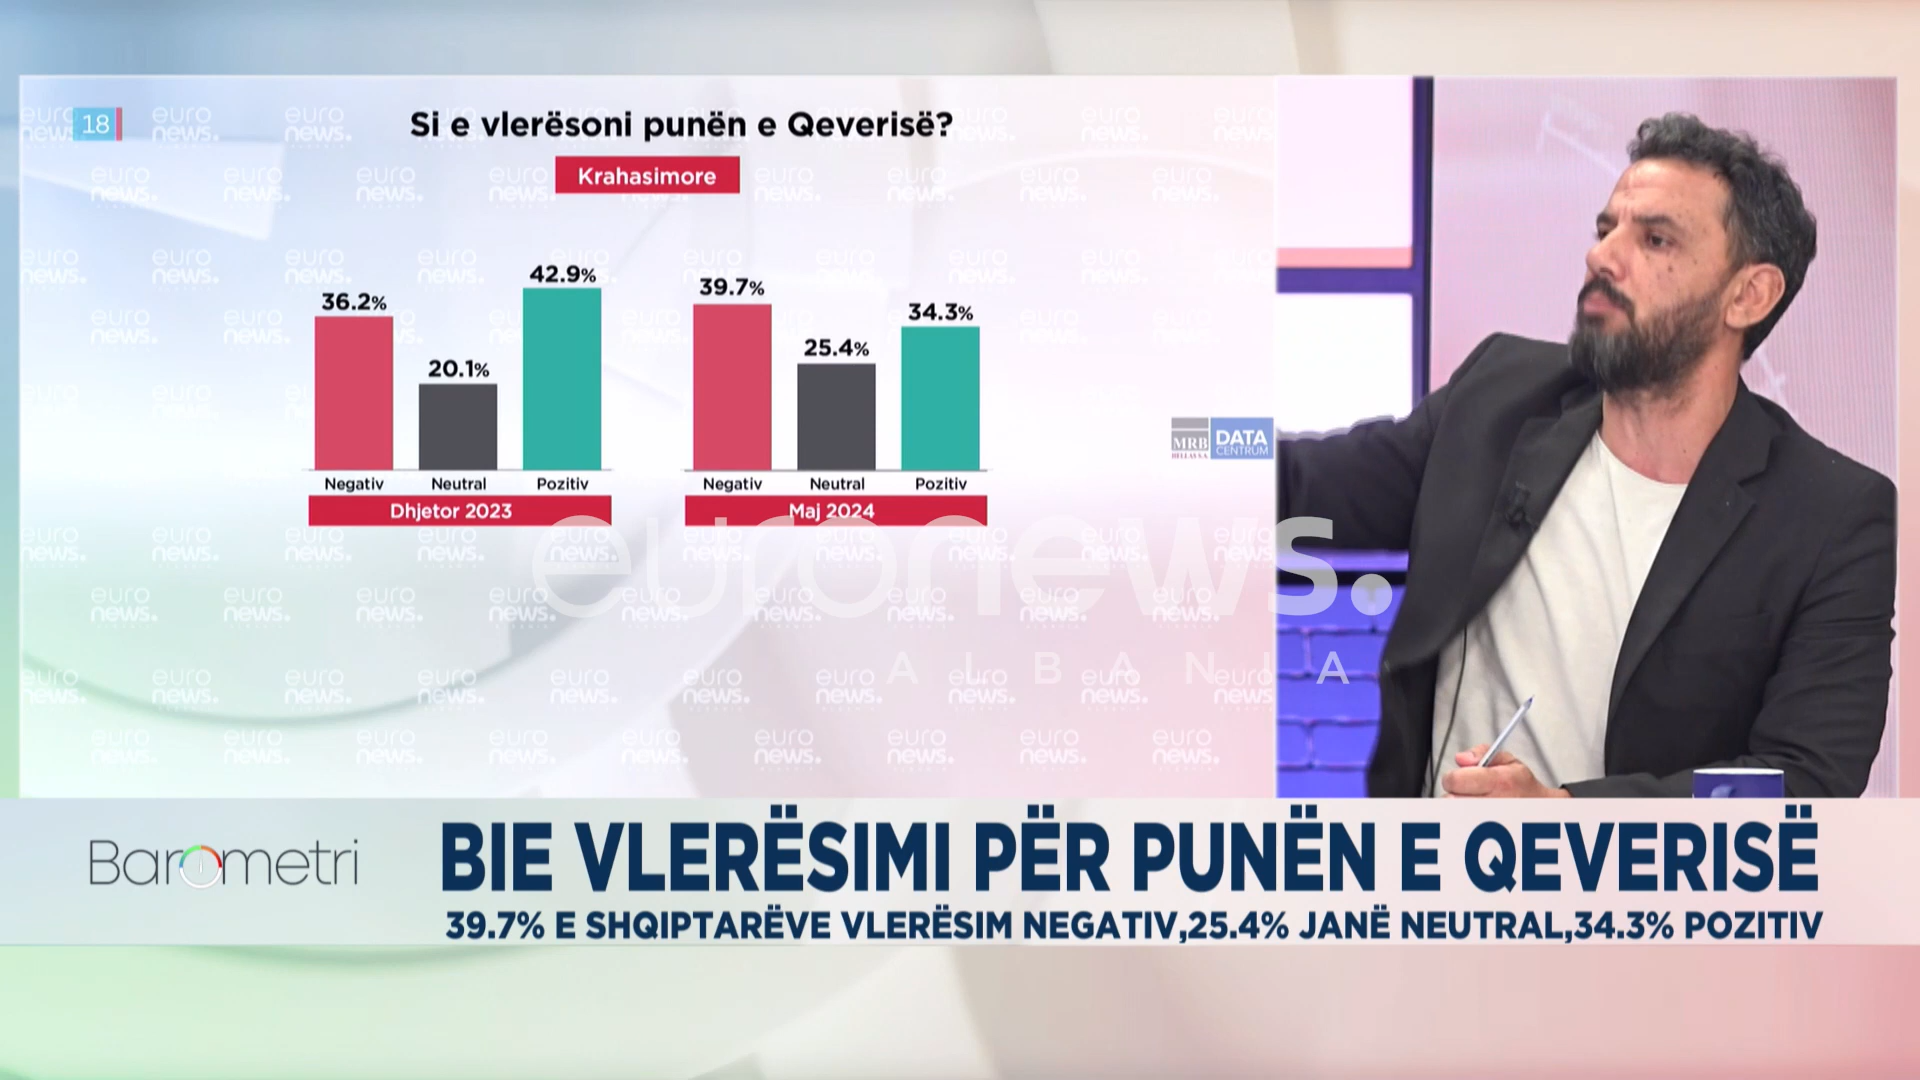 18
Si e vlerësoni punën e Qeverisë?
Krahasimore
36.2% 20.1% 42.9%
39.7% 25.4% 34.3%
Negativ Neutral Pozitiv
Negativ Neutral Pozitiv
Dhjetor 2023
Maj 2024
MRB
HELLAS S.A.
DATA
CENTRUM
euronews.
ALBANIA
Barometri
BIE VLERËSIMI PËR PUNËN E QEVERISË
39.7% E SHQIPTARËVE VLERËSIM NEGATIV,25.4% JANË NEUTRAL,34.3% POZITIV